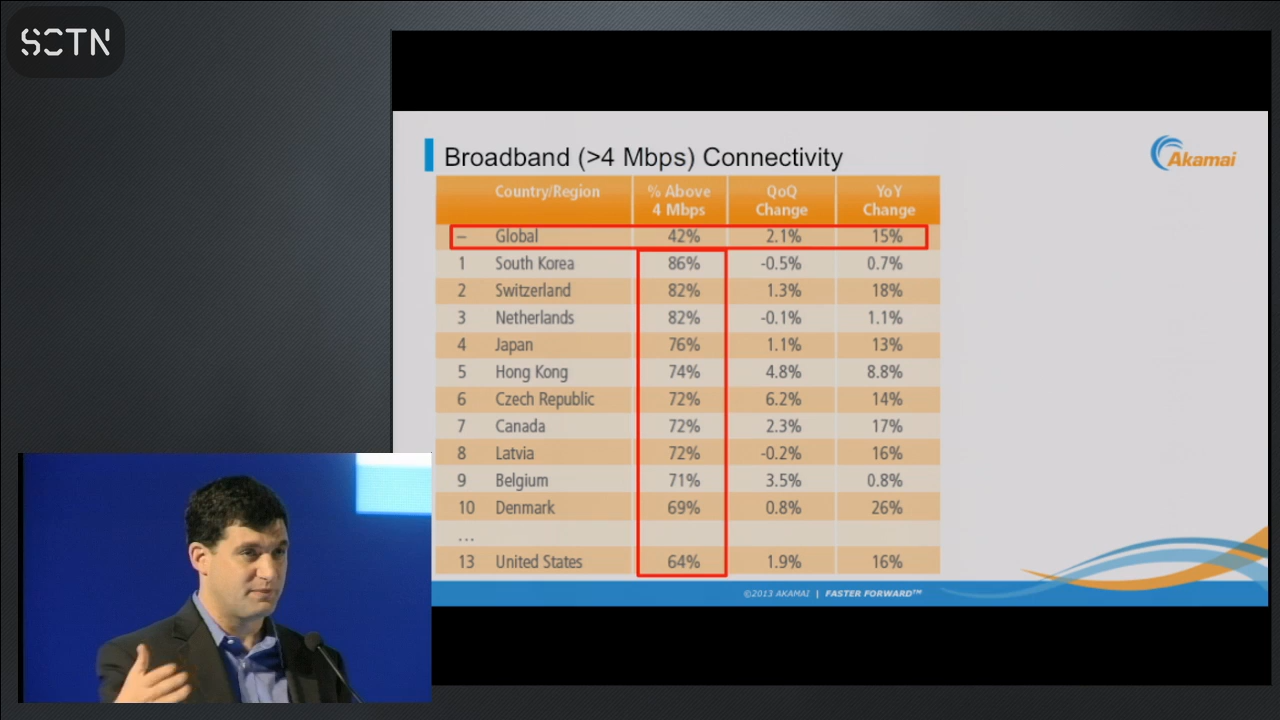 SCTN
Broadband (>4 Mbps) Connectivity
Akamai
Country/Region % Above 4 Mbps QoQ Change YoY Change
– Global 42% 2.1% 15%
1 South Korea 86% -0.5% 0.7%
2 Switzerland 82% 1.3% 18%
3 Netherlands 82% -0.1% 1.1%
4 Japan 76% 1.1% 13%
5 Hong Kong 74% 4.8% 8.8%
6 Czech Republic 72% 6.2% 14%
7 Canada 72% 2.3% 17%
8 Latvia 72% -0.2% 16%
9 Belgium 71% 3.5% 0.8%
10 Denmark 69% 0.8% 26%
...
13 United States 64% 1.9% 16%
©2013 AKAMAI | FASTER FORWARD™